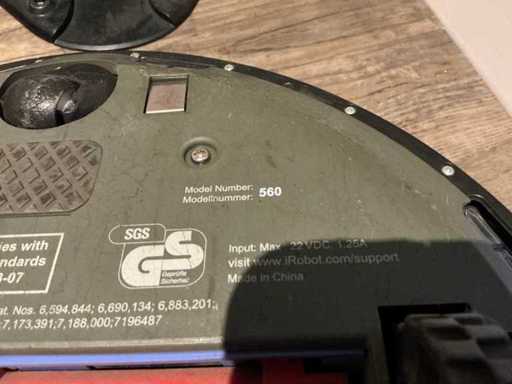 Model Number: 560
Modellnummer:
SGS
GS
Geprüfte
Sicherheit
Input: Max. 22 VDC, 1.25A
visit www.iRobot.com/support
Made in China
ies with
andards
-07
at. Nos. 6,594,844; 6,690,134; 6,883,201;
7,173,391; 7,188,000; 7196487